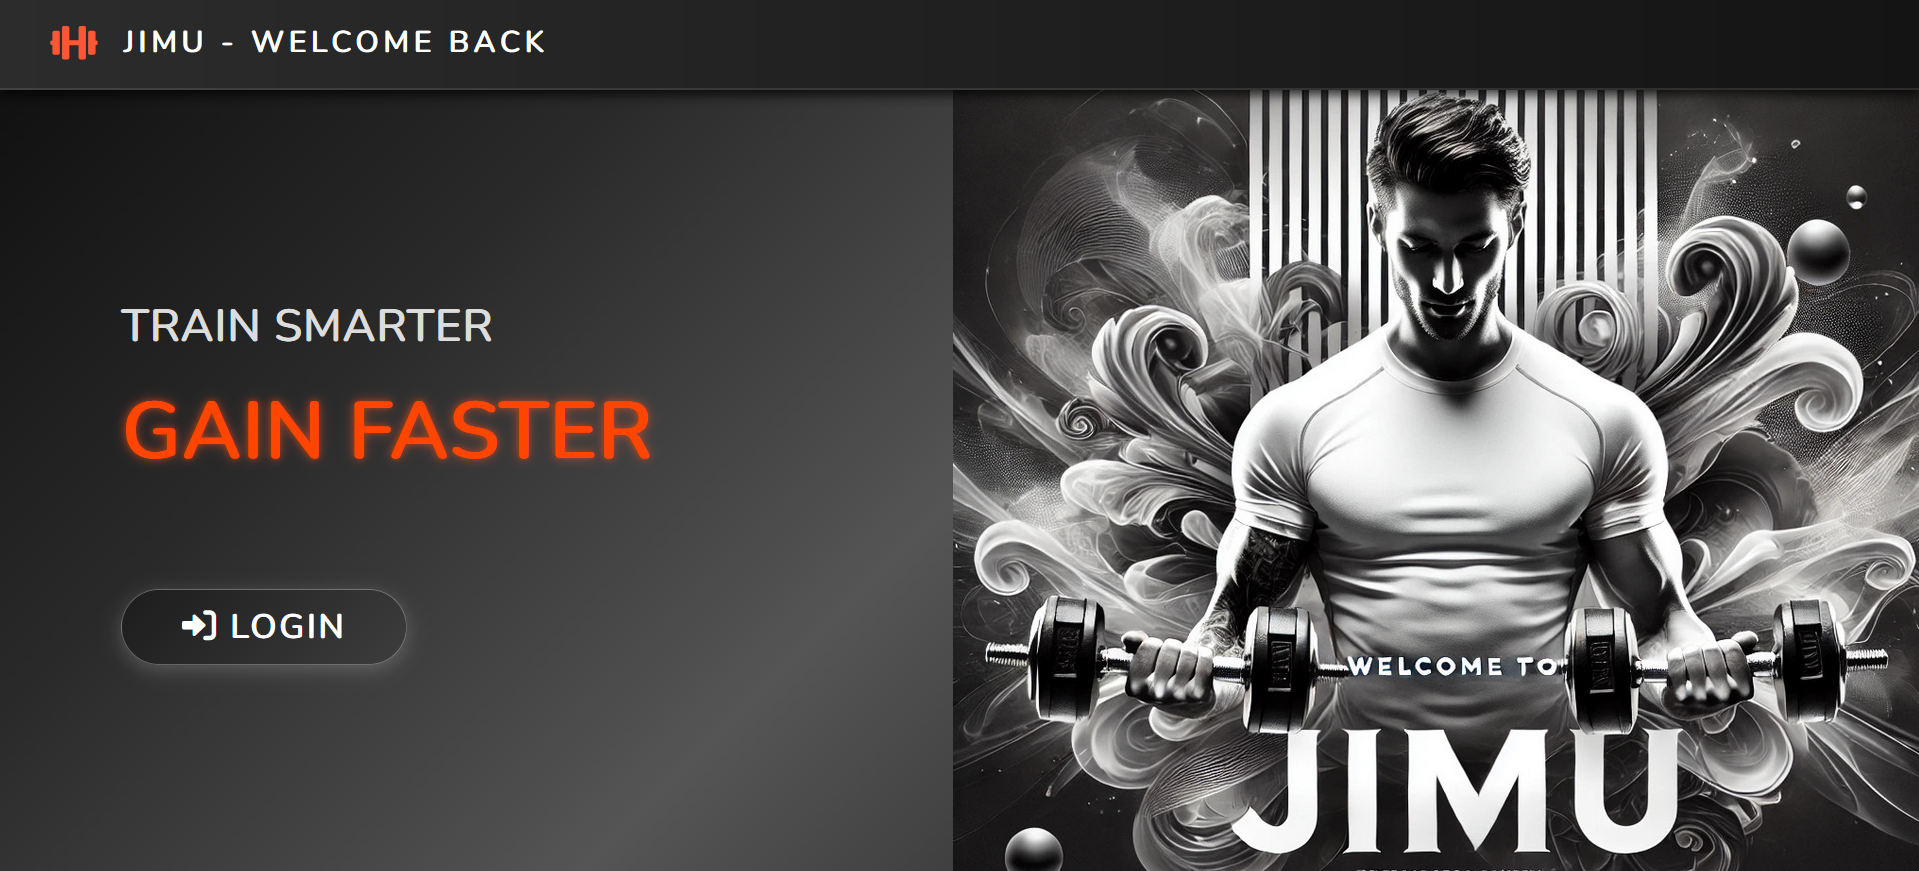 JIMU - WELCOME BACK
TRAIN SMARTER
GAIN FASTER
LOGIN
WELCOME TO
JIMU